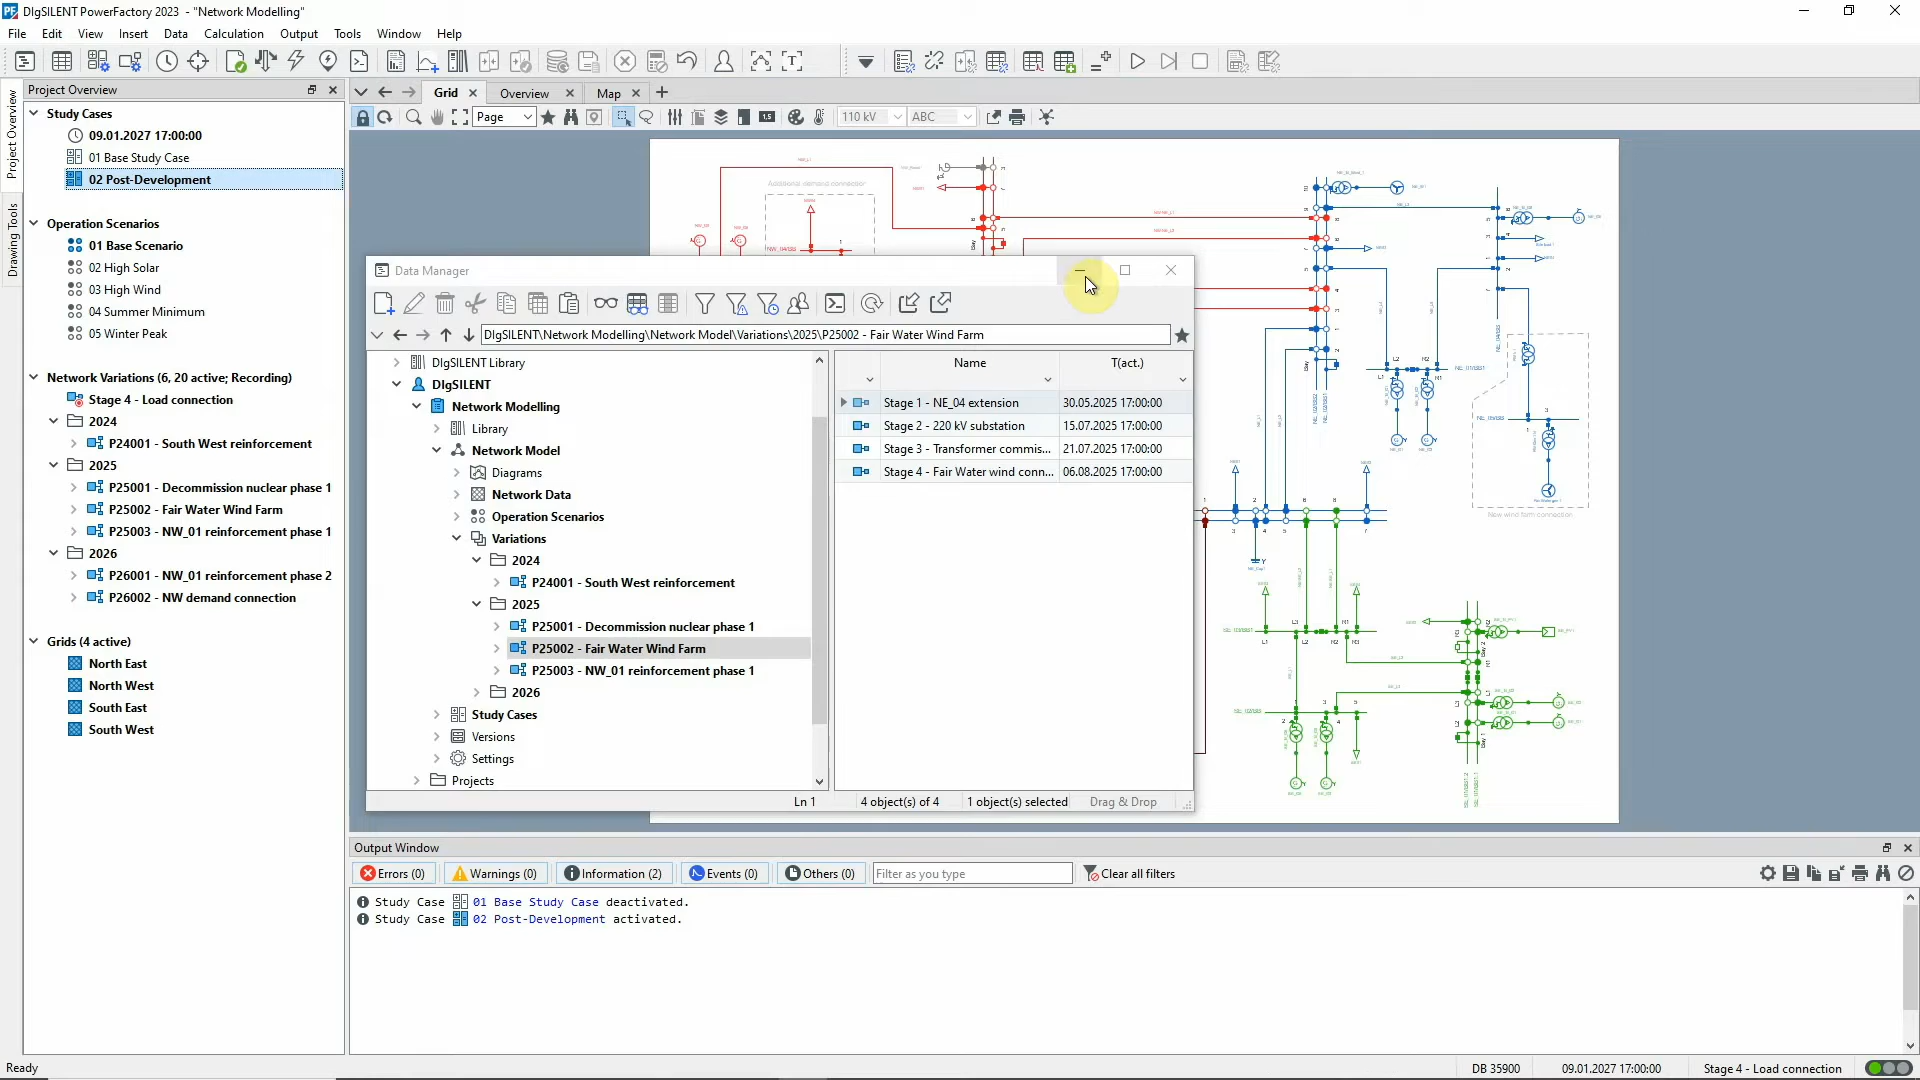 DIgSILENT PowerFactory 2023 - "Network Modelling"
File Edit View Insert Data Calculation Output Tools Window Help
Project Overview
Grid
Overview
Map
Page
110 kV
ABC
Project Overview
Drawing Tools
Study Cases
09.01.2027 17:00:00
01 Base Study Case
02 Post-Development
Operation Scenarios
01 Base Scenario
02 High Solar
03 High Wind
04 Summer Minimum
05 Winter Peak
Network Variations (6, 20 active; Recording)
Stage 4 - Load connection
2024
P24001 - South West reinforcement
2025
P25001 - Decommission nuclear phase 1
P25002 - Fair Water Wind Farm
P25003 - NW_01 reinforcement phase 1
2026
P26001 - NW_01 reinforcement phase 2
P26002 - NW demand connection
Grids (4 active)
North East
North West
South East
South West
Additional demand connection
New wind farm connection
Data Manager
DIgSILENT\Network Modelling\Network Model\Variations\2025\P25002 - Fair Water Wind Farm
DIgSILENT Library
DIgSILENT
Network Modelling
Library
Network Model
Diagrams
Network Data
Operation Scenarios
Variations
2024
P24001 - South West reinforcement
2025
P25001 - Decommission nuclear phase 1
P25002 - Fair Water Wind Farm
P25003 - NW_01 reinforcement phase 1
2026
Study Cases
Versions
Settings
Projects
Name T(act.)
Stage 1 - NE_04 extension 30.05.2025 17:00:00
Stage 2 - 220 kV substation 15.07.2025 17:00:00
Stage 3 - Transformer commis... 21.07.2025 17:00:00
Stage 4 - Fair Water wind conn... 06.08.2025 17:00:00
Ln 1 4 object(s) of 4 1 object(s) selected Drag & Drop
Output Window
Errors (0) Warnings (0) Information (2) Events (0) Others (0) Filter as you type Clear all filters
Study Case 01 Base Study Case deactivated.
Study Case 02 Post-Development activated.
Ready DB 35900 09.01.2027 17:00:00 Stage 4 - Load connection